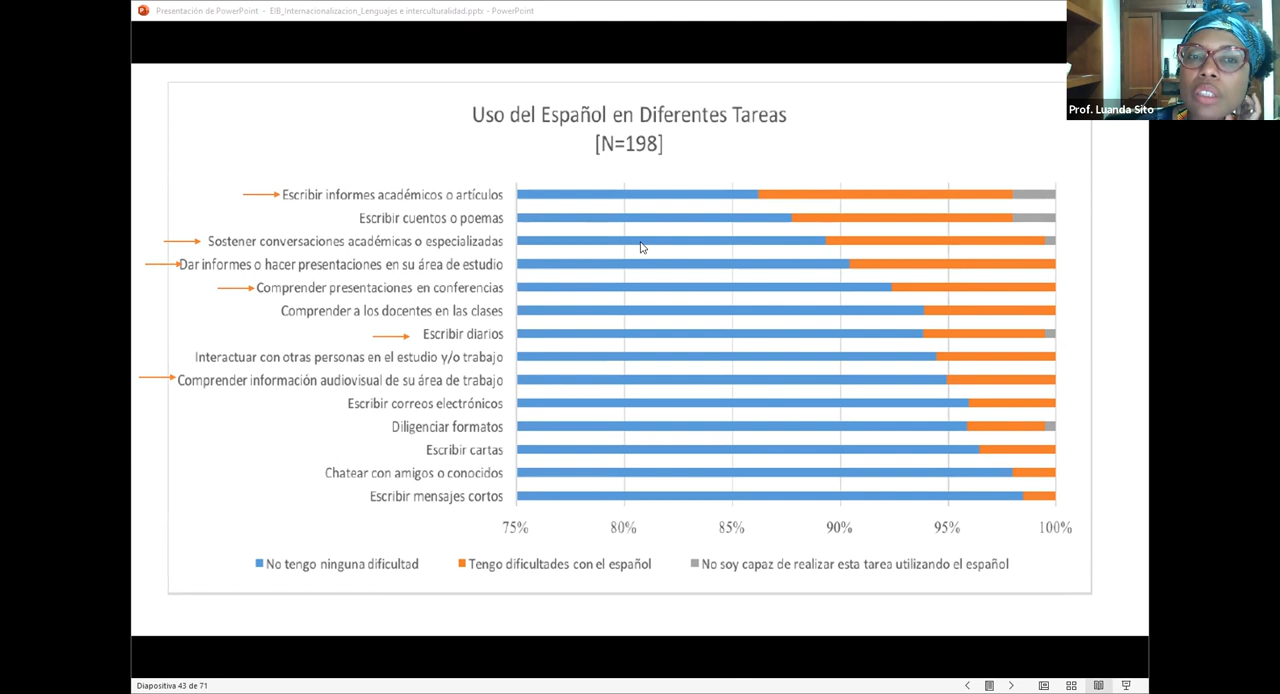 Presentación de PowerPoint - EIB_Internacionalizacion_Lenguajes e interculturalidad.pptx - PowerPoint
Prof. Luanda Sito
Uso del Español en Diferentes Tareas
[N=198]
Escribir informes académicos o artículos
Escribir cuentos o poemas
Sostener conversaciones académicas o especializadas
Dar informes o hacer presentaciones en su área de estudio
Comprender presentaciones en conferencias
Comprender a los docentes en las clases
Escribir diarios
Interactuar con otras personas en el estudio y/o trabajo
Comprender información audiovisual de su área de trabajo
Escribir correos electrónicos
Diligenciar formatos
Escribir cartas
Chatear con amigos o conocidos
Escribir mensajes cortos
75% 80% 85% 90% 95% 100%
No tengo ninguna dificultad Tengo dificultades con el español No soy capaz de realizar esta tarea utilizando el español
Diapositiva 43 de 71